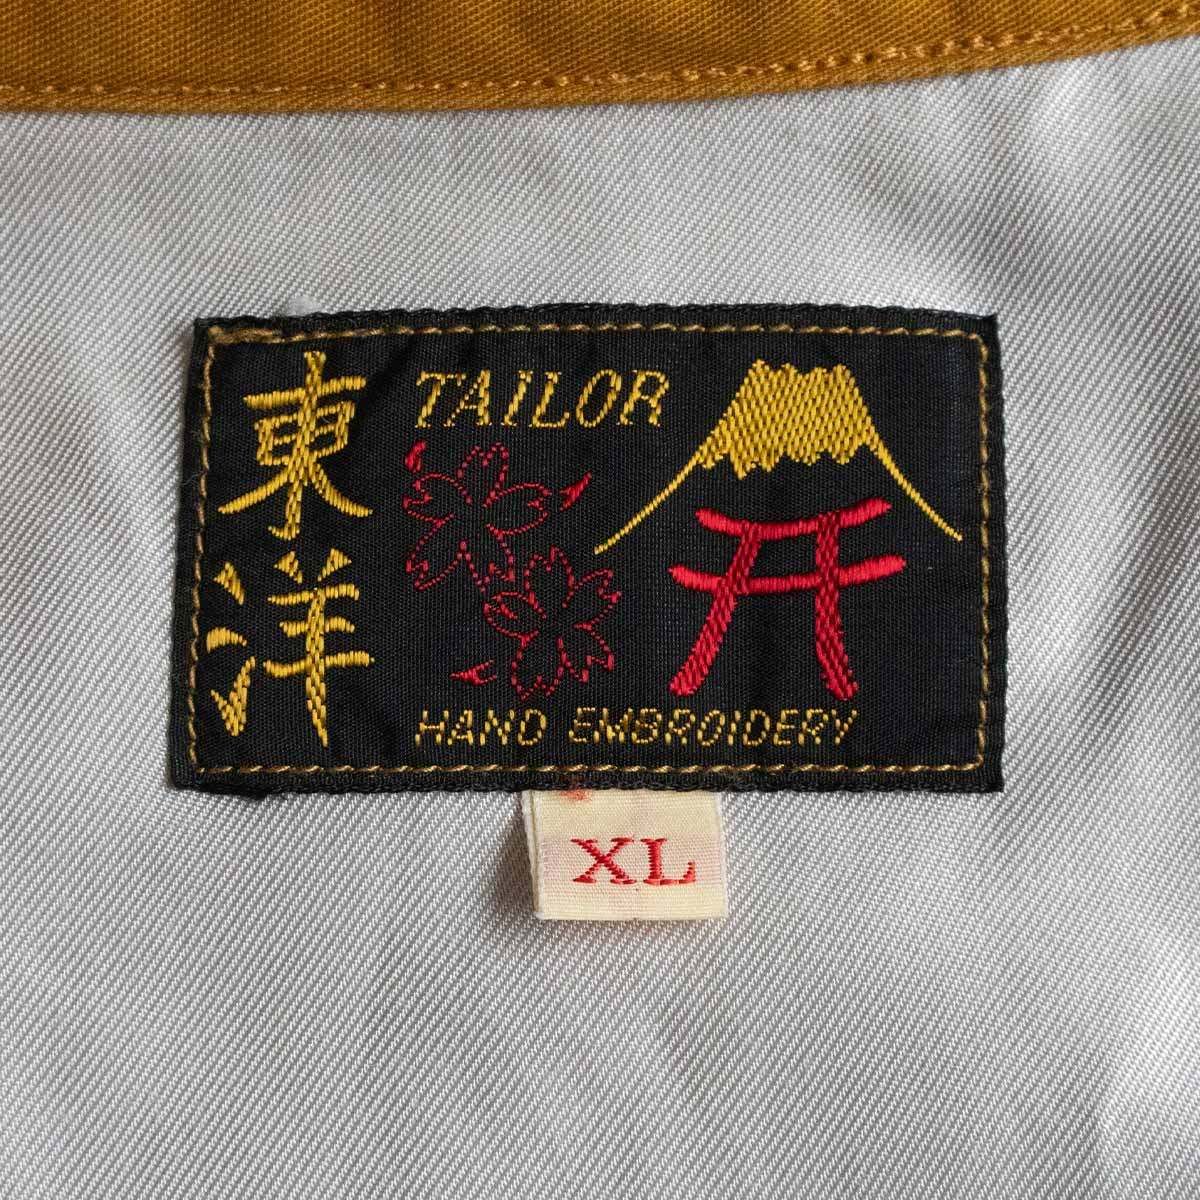 東洋
TAILOR
HAND EMBROIDERY
XL